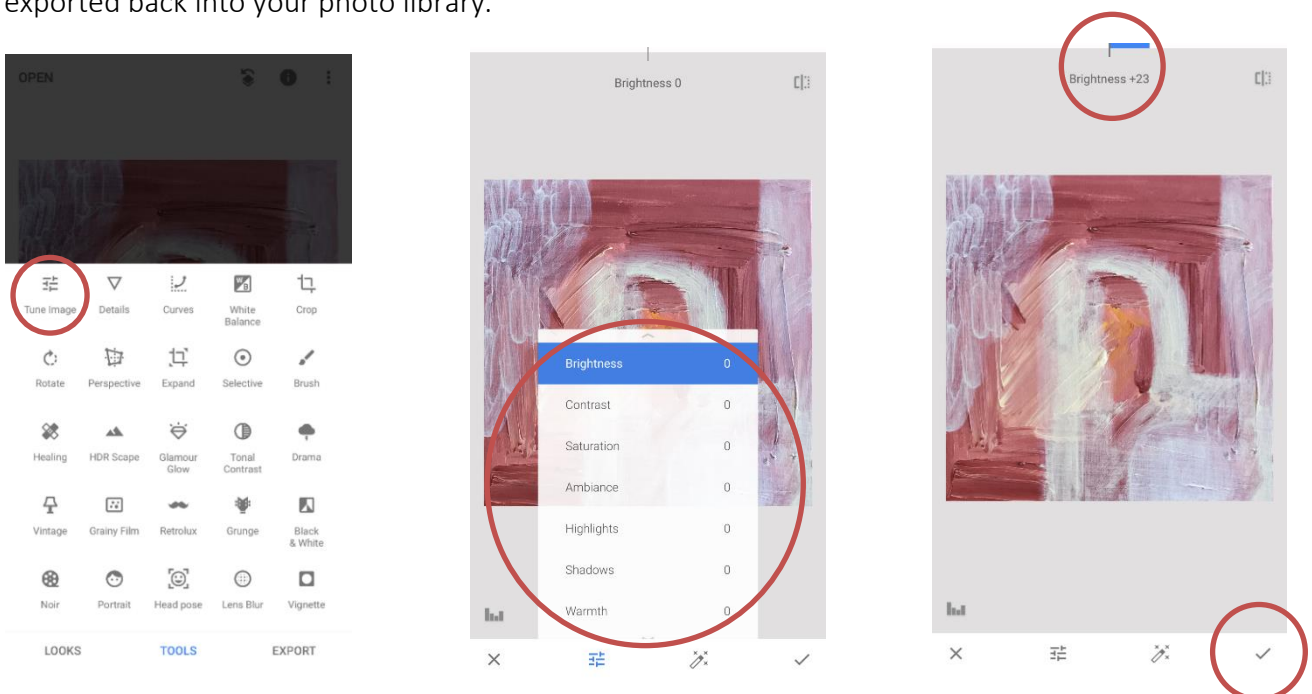 exported back into your photo library.
OPEN
Tune Image Details Curves White Balance Crop
Rotate Perspective Expand Selective Brush
Healing HDR Scape Glamour Glow Tonal Contrast Drama
Vintage Grainy Film Retrolux Grunge Black & White
Noir Portrait Head pose Lens Blur Vignette
LOOKS TOOLS EXPORT
Brightness 0
Brightness 0
Contrast 0
Saturation 0
Ambiance 0
Highlights 0
Shadows 0
Warmth 0
Brightness +23